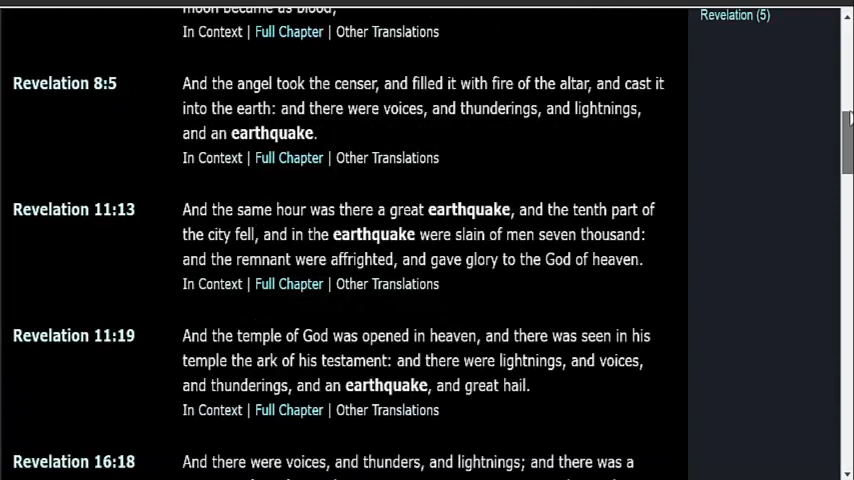 moon became as blood,
In Context | Full Chapter | Other Translations
Revelation (5)
Revelation 8:5
And the angel took the censer, and filled it with fire of the altar, and cast it
into the earth: and there were voices, and thunderings, and lightnings,
and an earthquake.
In Context | Full Chapter | Other Translations
Revelation 11:13
And the same hour was there a great earthquake, and the tenth part of
the city fell, and in the earthquake were slain of men seven thousand:
and the remnant were affrighted, and gave glory to the God of heaven.
In Context | Full Chapter | Other Translations
Revelation 11:19
And the temple of God was opened in heaven, and there was seen in his
temple the ark of his testament: and there were lightnings, and voices,
and thunderings, and an earthquake, and great hail.
In Context | Full Chapter | Other Translations
Revelation 16:18
And there were voices, and thunders, and lightnings; and there was a